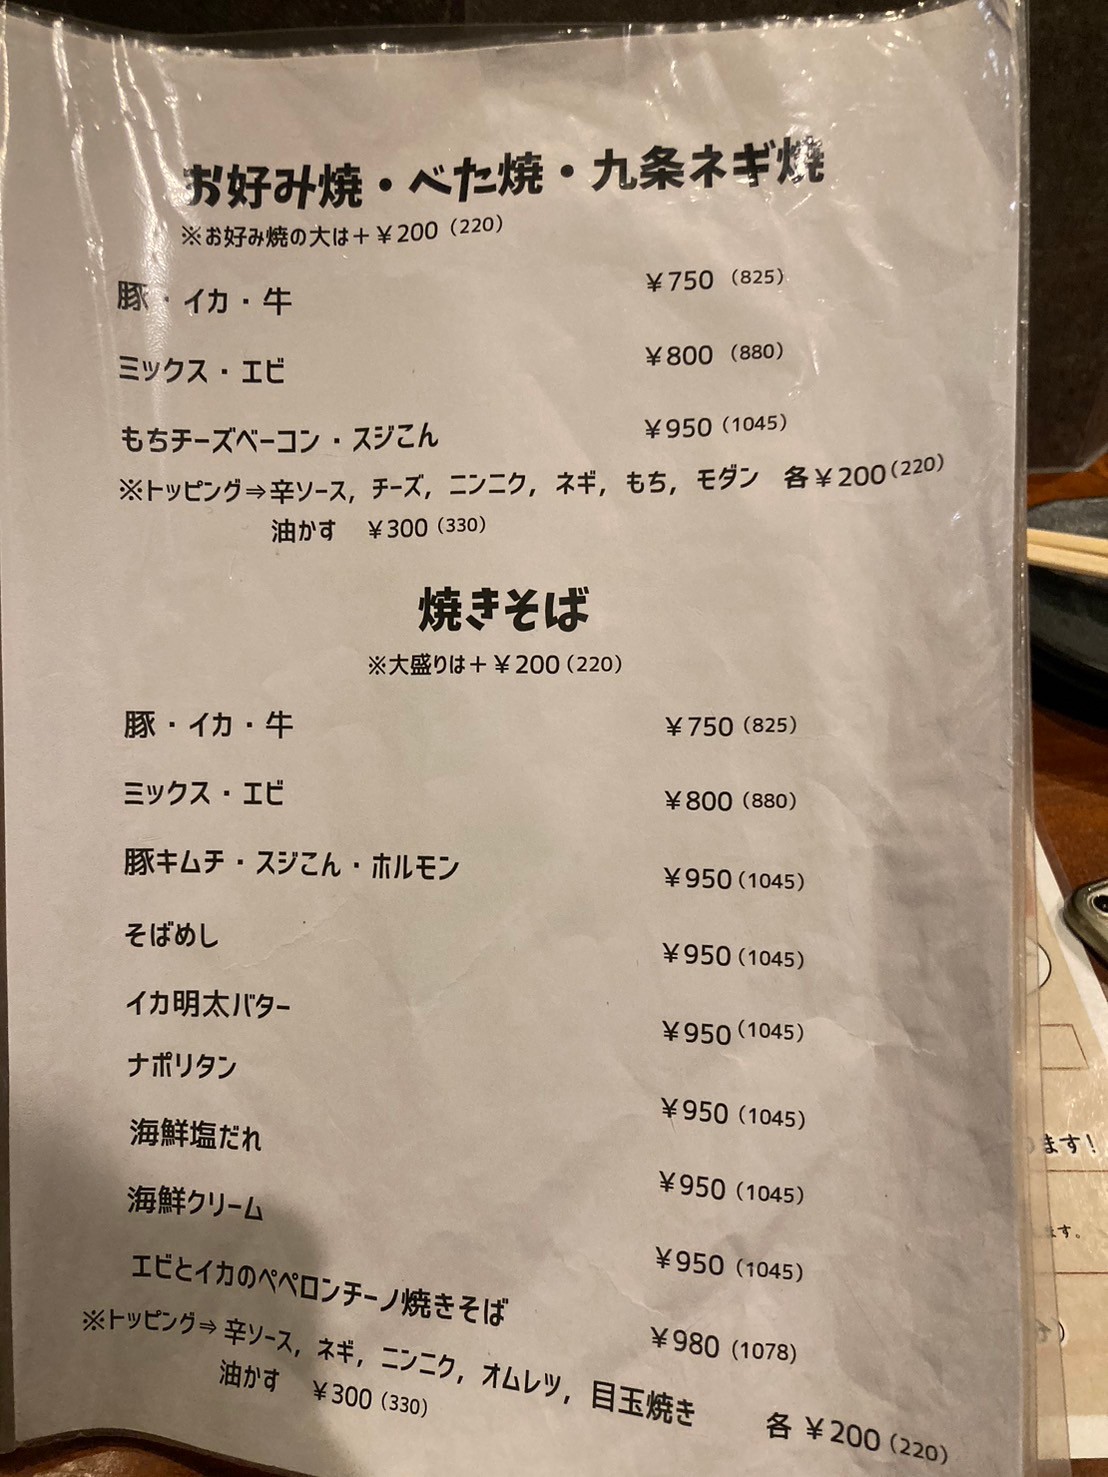 お好み焼・べた焼・九条ネギ焼
※お好み焼の大は＋￥200（220）
豚・イカ・牛 ￥750（825）
ミックス・エビ ￥800（880）
もちチーズベーコン・スジこん ￥950（1045）
※トッピング⇒辛ソース，チーズ，ニンニク，ネギ，もち，モダン 各￥200（220）
油かす ￥300（330）
焼きそば
※大盛りは＋￥200（220）
豚・イカ・牛 ￥750（825）
ミックス・エビ ￥800（880）
豚キムチ・スジこん・ホルモン ￥950（1045）
そばめし ￥950（1045）
イカ明太バター ￥950（1045）
ナポリタン ￥950（1045）
海鮮塩だれ ￥950（1045）
海鮮クリーム ￥950（1045）
エビとイカのペペロンチーノ焼きそば ￥980（1078）
※トッピング⇒辛ソース，ネギ，ニンニク，オムレツ，目玉焼き 各￥200（220）
油かす ￥300（330）
ます！
ます。